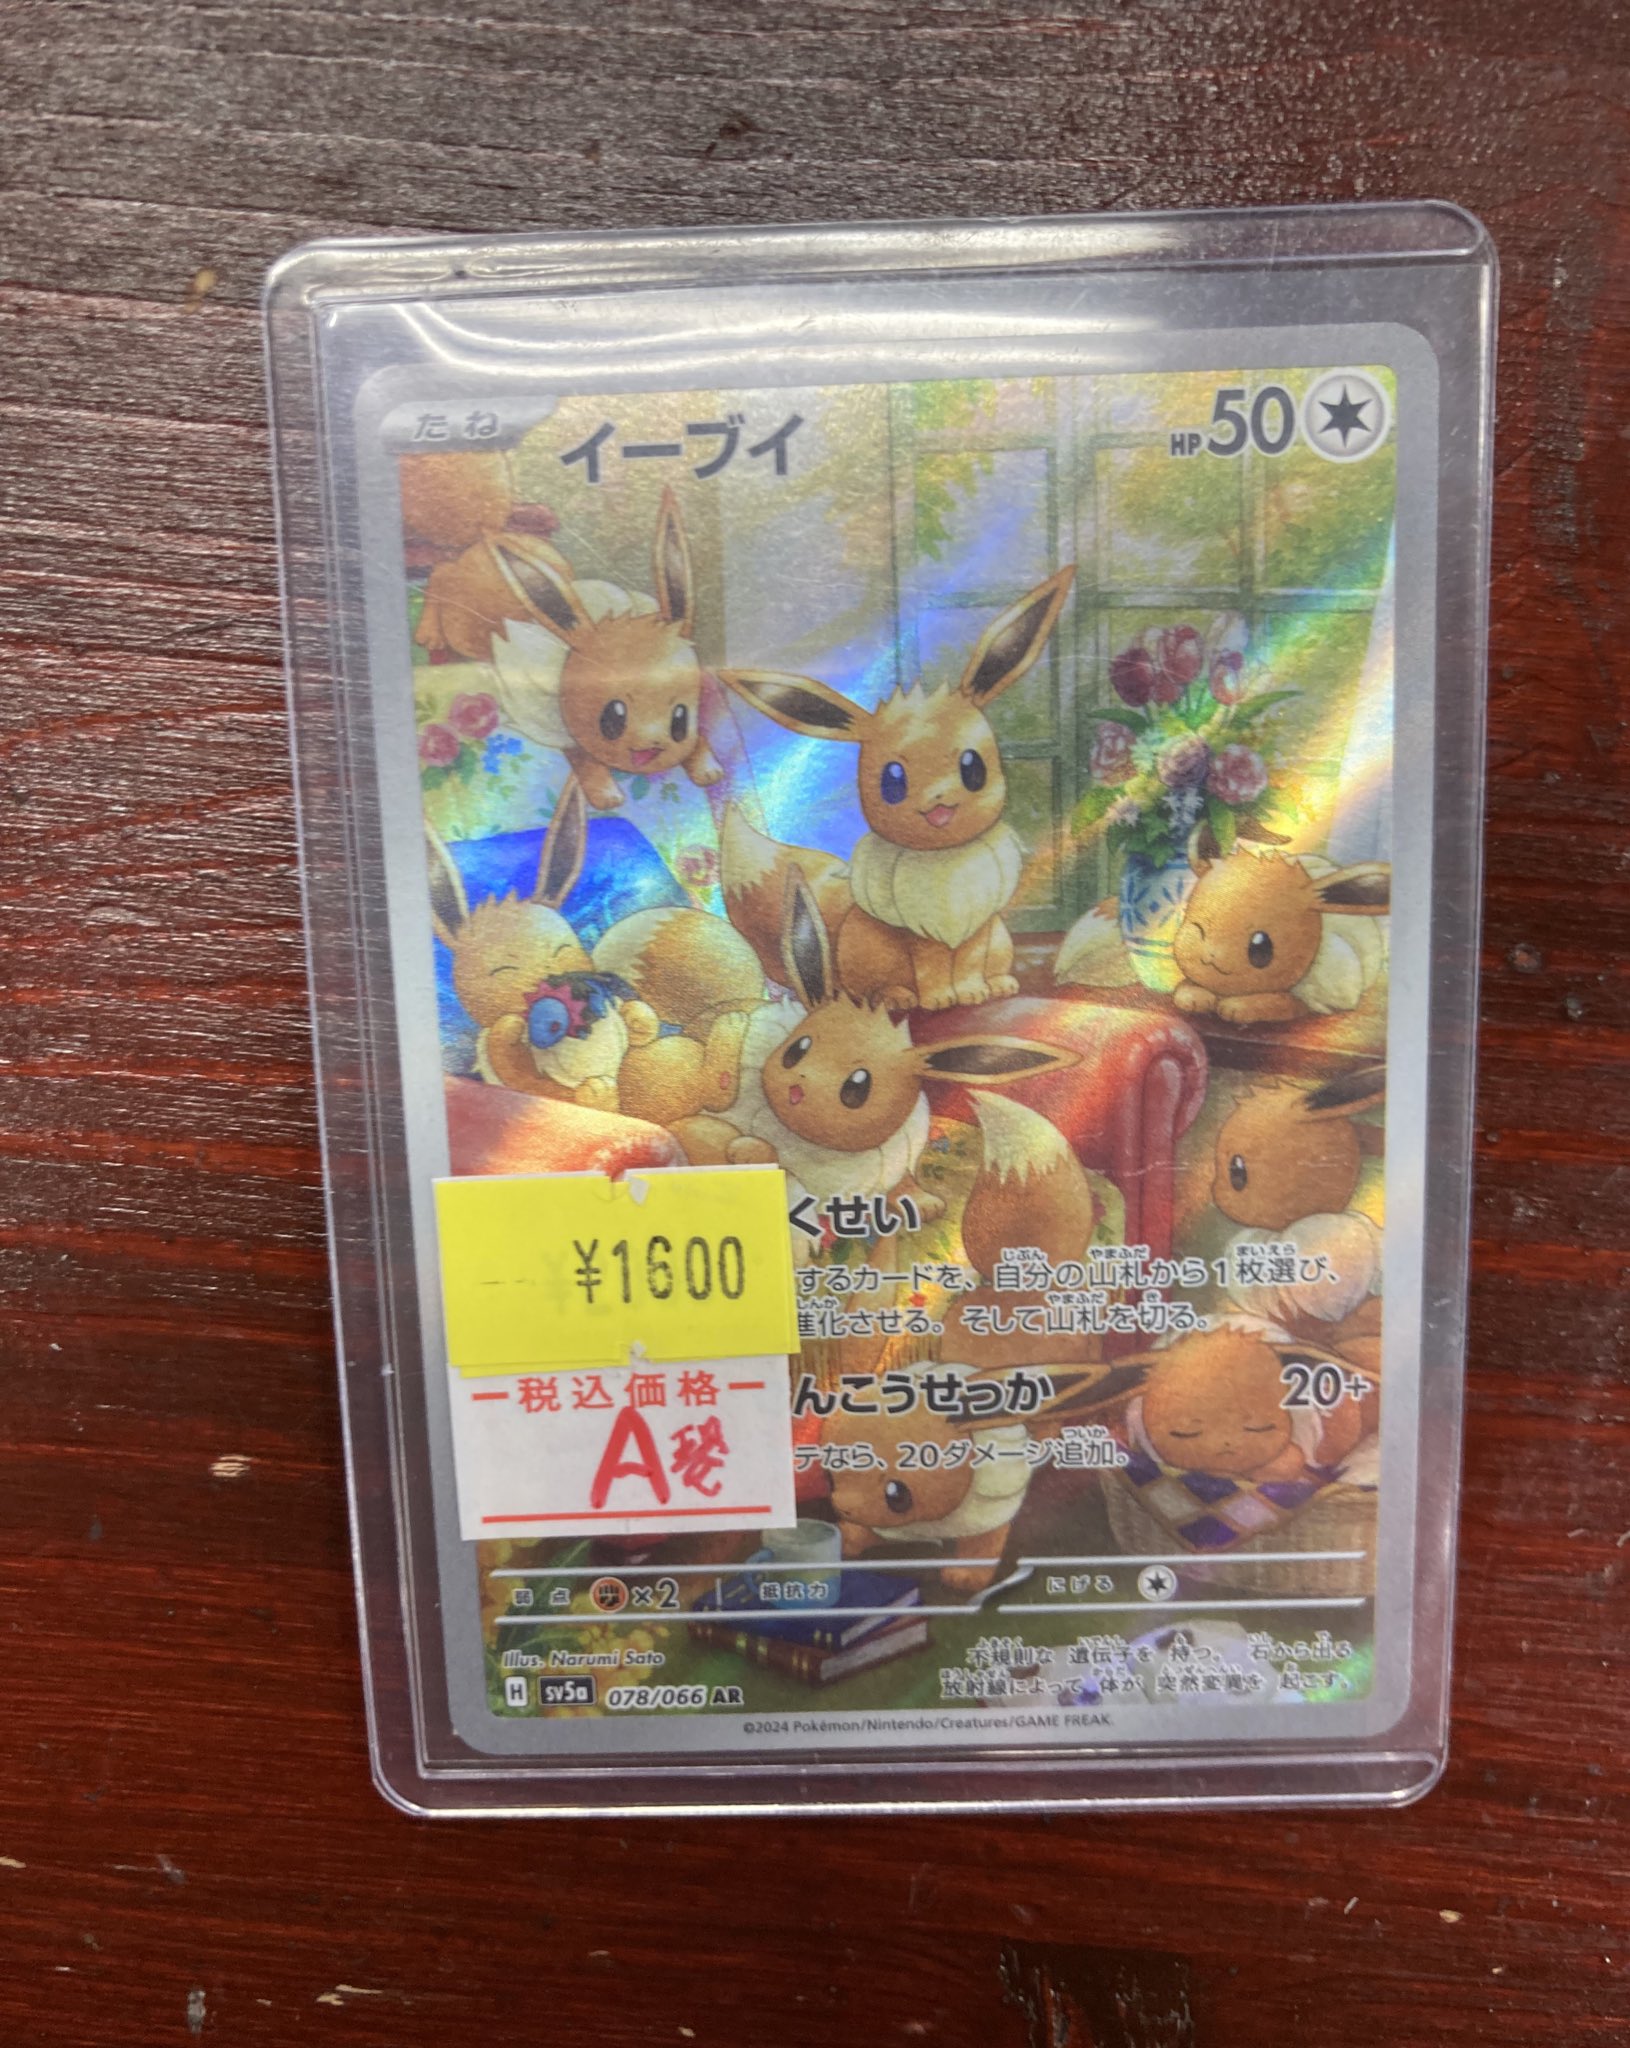 たね
イーブイ
HP50
くせい
するカードを、自分の山札から1枚選び、
進化させる。そして山札を切る。
んこうせっか 20+
テなら、20ダメージ追加。
¥1600
ー税込価格ー
A
弱点 ×2 抵抗力 にげる
Illus. Narumi Sato
H sv5a 078/066 AR
不規則な 遺伝子を 持つ。 石から出る
放射線によって 体が 突然変異を 起こす。
©2024 Pokémon/Nintendo/Creatures/GAME FREAK.